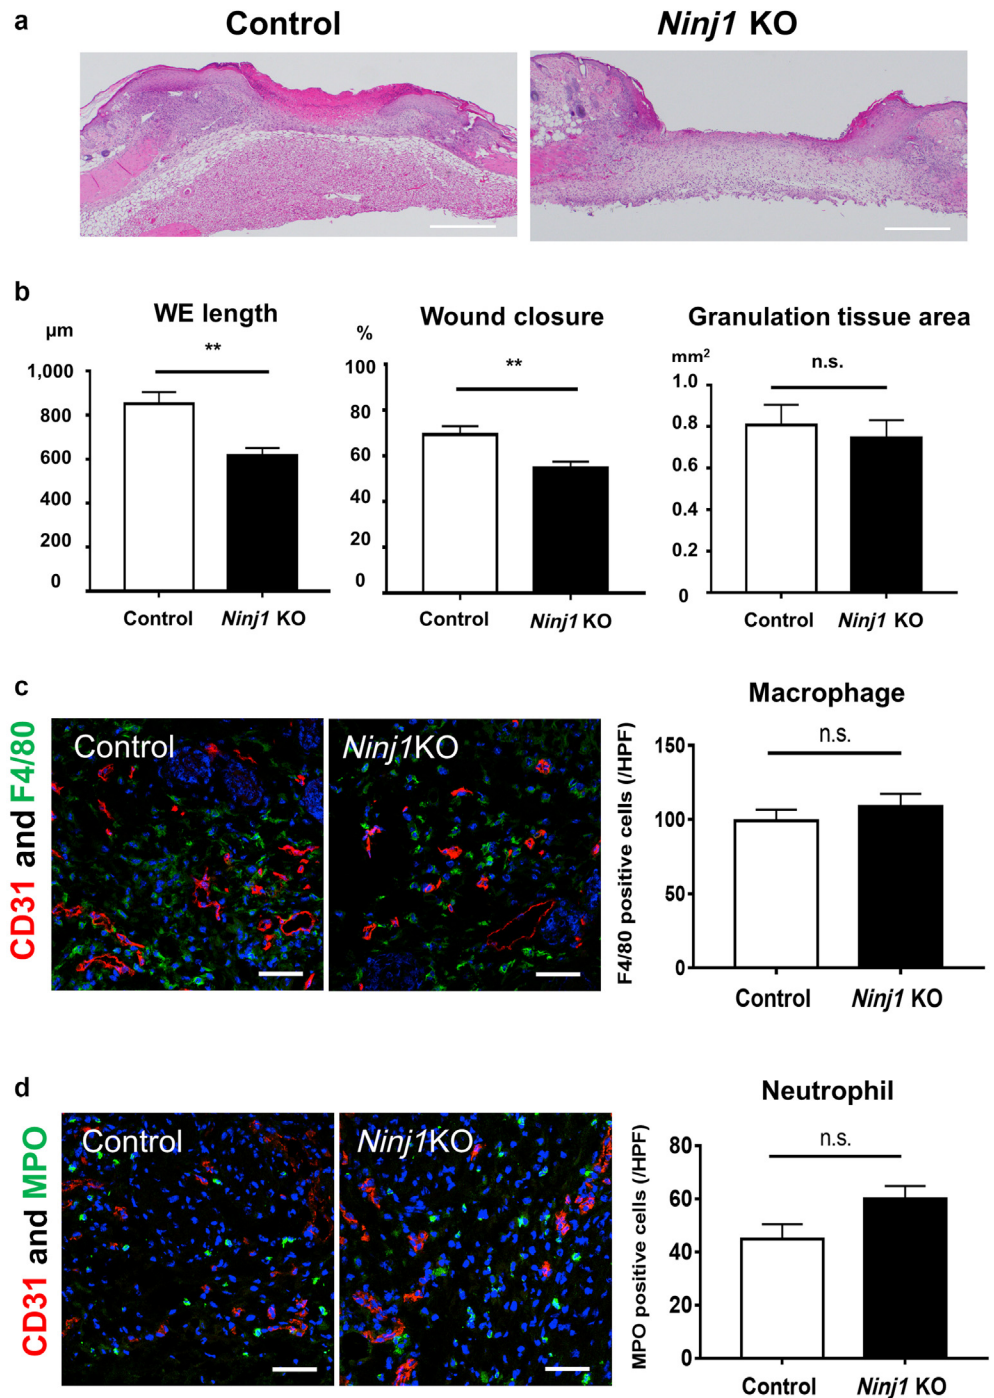 a
Control
Ninj1 KO
b
WE length
µm
**
1,000
800
600
400
200
0
Control
Ninj1 KO
Wound closure
%
**
100
80
60
40
20
0
Control
Ninj1 KO
Granulation tissue area
mm²
n.s.
1.0
0.8
0.6
0.4
0.2
0
Control
Ninj1 KO
c
CD31 and F4/80
Control
Ninj1KO
Macrophage
n.s.
F4/80 positive cells (/HPF)
150
100
50
0
Control
Ninj1 KO
d
CD31 and MPO
Control
Ninj1KO
Neutrophil
n.s.
MPO positive cells (/HPF)
80
60
40
20
0
Control
Ninj1 KO